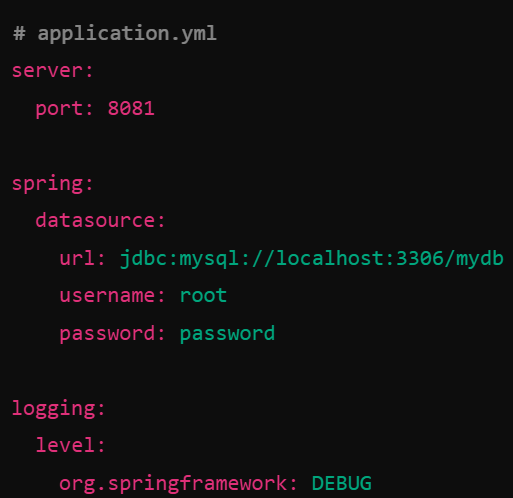 # application.yml
server:
  port: 8081

spring:
  datasource:
    url: jdbc:mysql://localhost:3306/mydb
    username: root
    password: password

logging:
  level:
    org.springframework: DEBUG